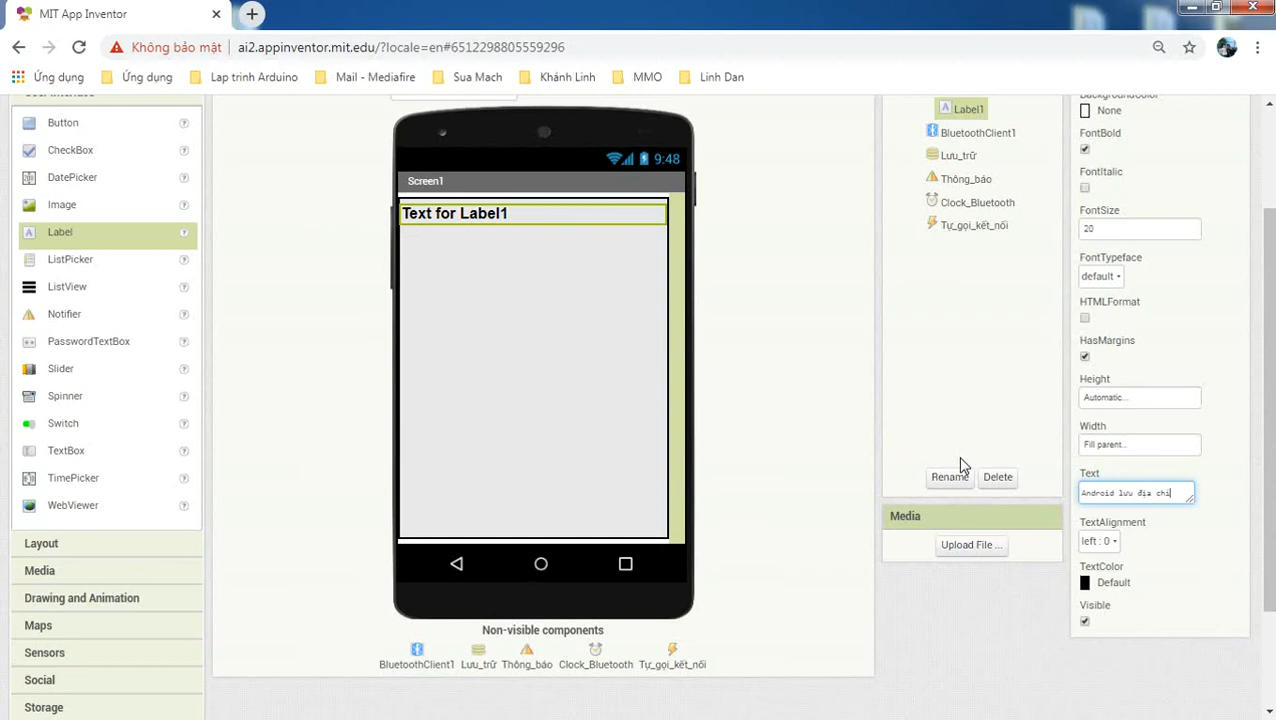 MIT App Inventor
Không bảo mật
ai2.appinventor.mit.edu/?locale=en#6512298805559296
Ứng dụng
Ứng dụng
Lap trinh Arduino
Mail - Mediafire
Sua Mach
Khánh Linh
MMO
Linh Dan
User Interface
Button
CheckBox
DatePicker
Image
Label
ListPicker
ListView
Notifier
PasswordTextBox
Slider
Spinner
Switch
TextBox
TimePicker
WebViewer
Layout
Media
Drawing and Animation
Maps
Sensors
Social
Storage
9:48
Screen1
Text for Label1
Non-visible components
BluetoothClient1
Lưu_trữ
Thông_báo
Clock_Bluetooth
Tự_gọi_kết_nối
Label1
BluetoothClient1
Lưu_trữ
Thông_báo
Clock_Bluetooth
Tự_gọi_kết_nối
Rename
Delete
Media
Upload File ...
BackgroundColor
None
FontBold
FontItalic
FontSize
20
FontTypeface
default
HTMLFormat
HasMargins
Height
Automatic...
Width
Fill parent...
Text
Android lưu địa chỉ
TextAlignment
left : 0
TextColor
Default
Visible